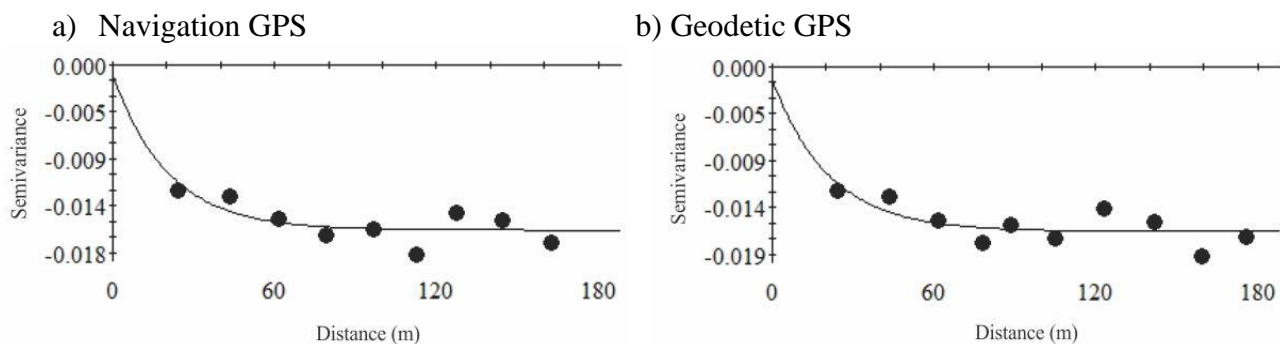 a) Navigation GPS
0.000
-0.005
-0.009
-0.014
-0.018
Semivariance
0 60 120 180
Distance (m)
b) Geodetic GPS
0.000
-0.005
-0.009
-0.014
-0.019
Semivariance
0 60 120 180
Distance (m)